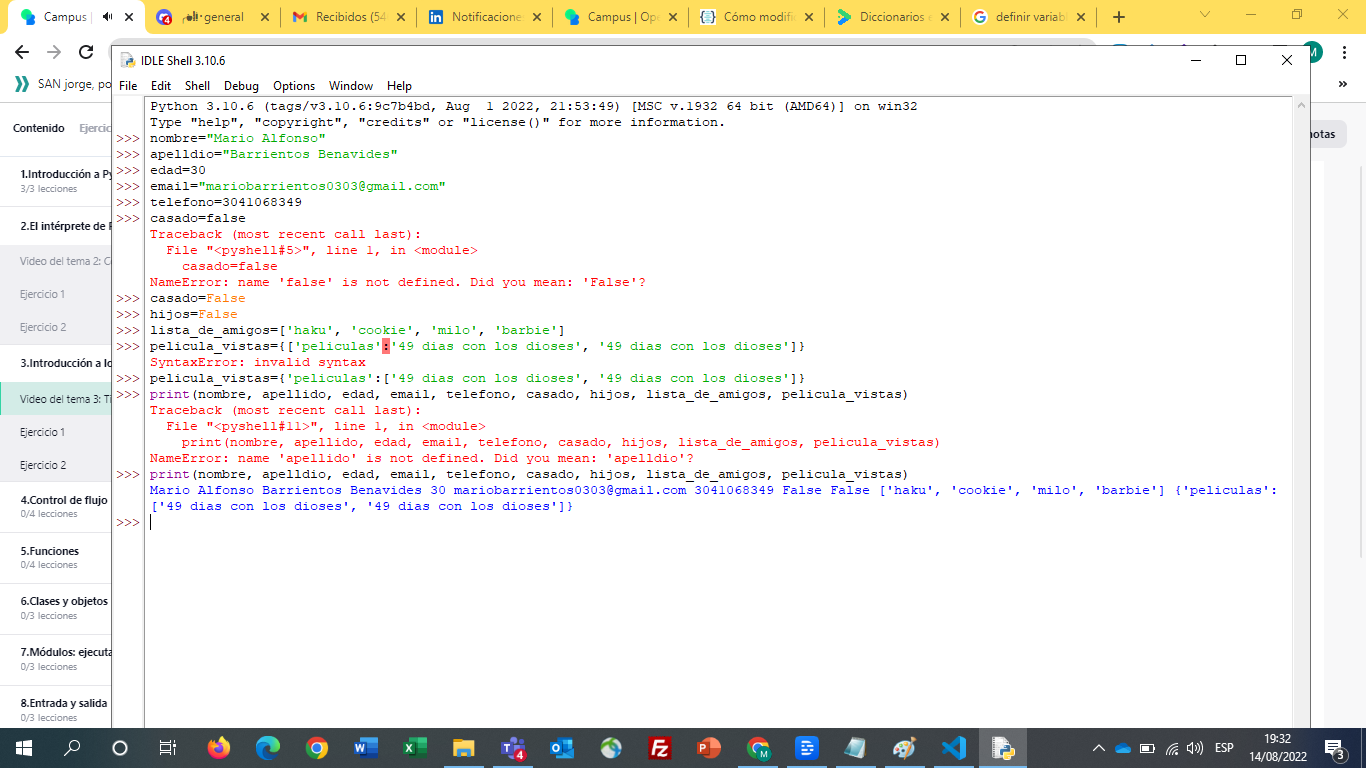 Campus
general
Recibidos (54
Notificacione
Campus | Ope
Cómo modifi
Diccionarios e
definir variabl
IDLE Shell 3.10.6
M
SAN jorge, po
»
File Edit Shell Debug Options Window Help
Contenido Ejercic
notas
1.Introducción a Py
3/3 lecciones
2.El intérprete de P
Video del tema 2: C
Ejercicio 1
Ejercicio 2
3.Introducción a lo
Video del tema 3: Ti
Ejercicio 1
Ejercicio 2
4.Control de flujo
0/4 lecciones
5.Funciones
0/4 lecciones
6.Clases y objetos
0/3 lecciones
7.Módulos: ejecuta
0/3 lecciones
8.Entrada y salida
0/3 lecciones
Python 3.10.6 (tags/v3.10.6:9c7b4bd, Aug  1 2022, 21:53:49) [MSC v.1932 64 bit (AMD64)] on win32
Type "help", "copyright", "credits" or "license()" for more information.
>>> nombre="Mario Alfonso"
>>> apelldio="Barrientos Benavides"
>>> edad=30
>>> email="mariobarrientos0303@gmail.com"
>>> telefono=3041068349
>>> casado=false
Traceback (most recent call last):
  File "<pyshell#5>", line 1, in <module>
    casado=false
NameError: name 'false' is not defined. Did you mean: 'False'?
>>> casado=False
>>> hijos=False
>>> lista_de_amigos=['haku', 'cookie', 'milo', 'barbie']
>>> pelicula_vistas={['peliculas':'49 dias con los dioses', '49 dias con los dioses']}
SyntaxError: invalid syntax
>>> pelicula_vistas={'peliculas':['49 dias con los dioses', '49 dias con los dioses']}
>>> print(nombre, apellido, edad, email, telefono, casado, hijos, lista_de_amigos, pelicula_vistas)
Traceback (most recent call last):
  File "<pyshell#11>", line 1, in <module>
    print(nombre, apellido, edad, email, telefono, casado, hijos, lista_de_amigos, pelicula_vistas)
NameError: name 'apellido' is not defined. Did you mean: 'apelldio'?
>>> print(nombre, apelldio, edad, email, telefono, casado, hijos, lista_de_amigos, pelicula_vistas)
Mario Alfonso Barrientos Benavides 30 mariobarrientos0303@gmail.com 3041068349 False False ['haku', 'cookie', 'milo', 'barbie'] {'peliculas':
['49 dias con los dioses', '49 dias con los dioses']}
>>>
4
M
ESP
19:32
14/08/2022
3